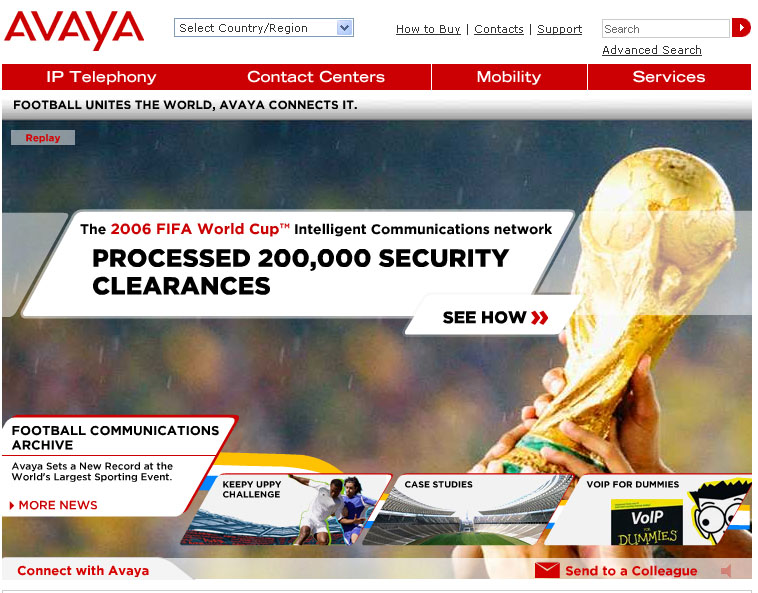 AVAYA
Select Country/Region
How to Buy | Contacts | Support
Search
Advanced Search
IP Telephony
Contact Centers
Mobility
Services
FOOTBALL UNITES THE WORLD, AVAYA CONNECTS IT.
Replay
The 2006 FIFA World Cup™ Intelligent Communications network
PROCESSED 200,000 SECURITY
CLEARANCES
SEE HOW
FOOTBALL COMMUNICATIONS
ARCHIVE
Avaya Sets a New Record at the
World's Largest Sporting Event.
MORE NEWS
KEEPY UPPY
CHALLENGE
CASE STUDIES
VOIP FOR DUMMIES
VoIP
DUMMIES
Connect with Avaya
Send to a Colleague